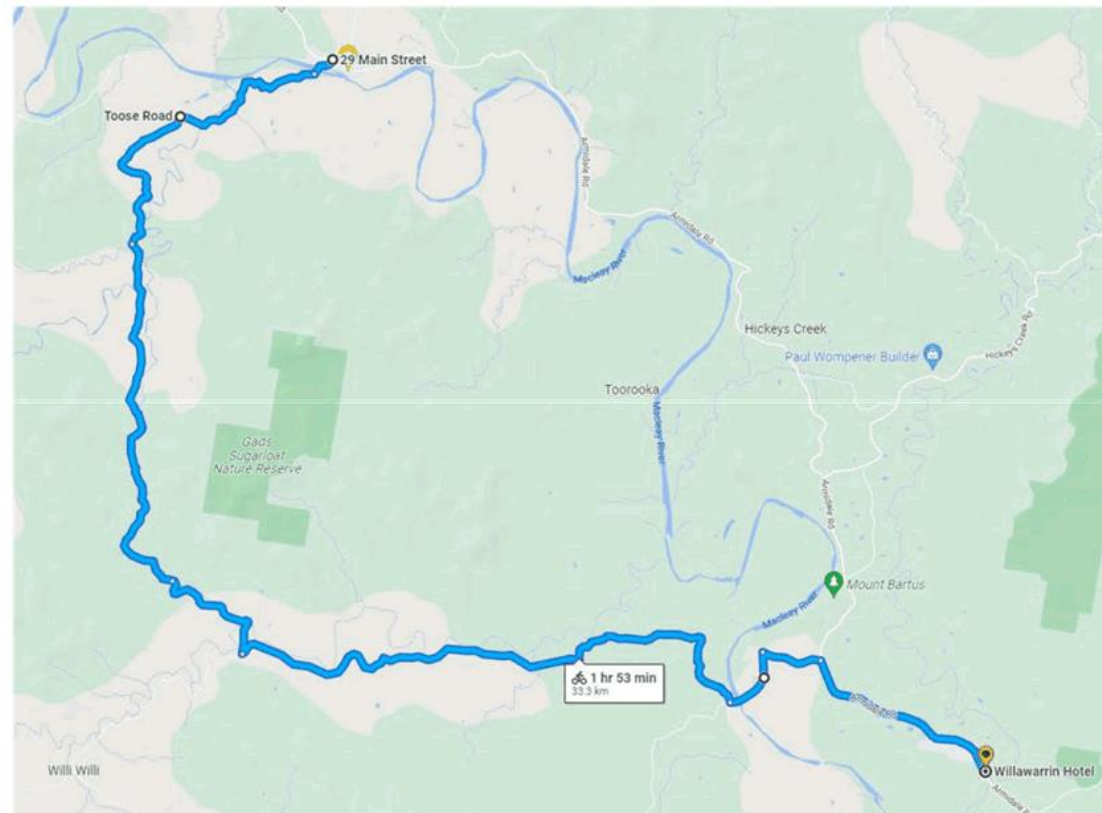 29 Main Street
Toose Road
Armidale Rd
Armidale Rd
Macleay River
Hickeys Creek
Hickeys Creek Rd
Paul Wompener Builder
Toorooka
Macleay River
Macleay River
Gads
Sugarloaf
Nature Reserve
Armidale Rd
Mount Bartus
Macleay River
1 hr 53 min
33.3 km
Willi Willi
Willawarrin Hotel